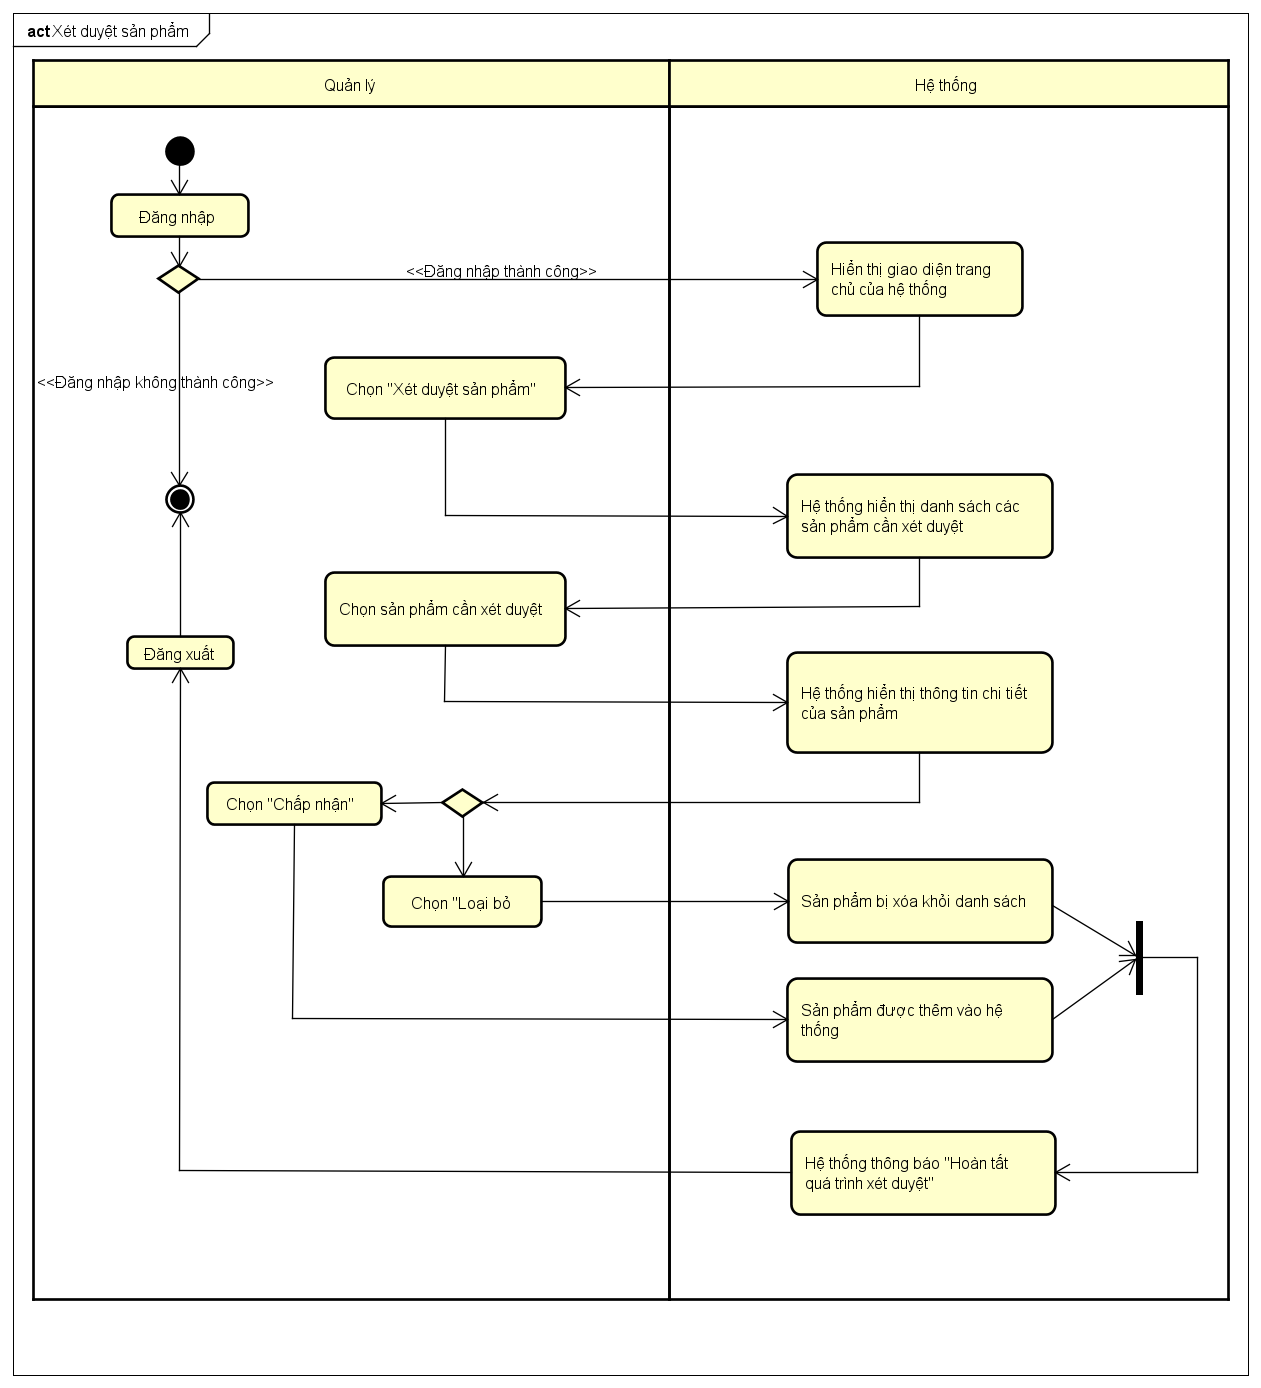 act Xét duyệt sản phẩm
Quản lý
Hệ thống
Đăng nhập
<<Đăng nhập thành công>>
Hiển thị giao diện trang
chủ của hệ thống
<<Đăng nhập không thành công>>
Chọn "Xét duyệt sản phẩm"
Hệ thống hiển thị danh sách các
sản phẩm cần xét duyệt
Chọn sản phẩm cần xét duyệt
Đăng xuất
Hệ thống hiển thị thông tin chi tiết
của sản phẩm
Chọn "Chấp nhận"
Chọn "Loại bỏ
Sản phẩm bị xóa khỏi danh sách
Sản phẩm được thêm vào hệ
thống
Hệ thống thông báo "Hoàn tất
quá trình xét duyệt"